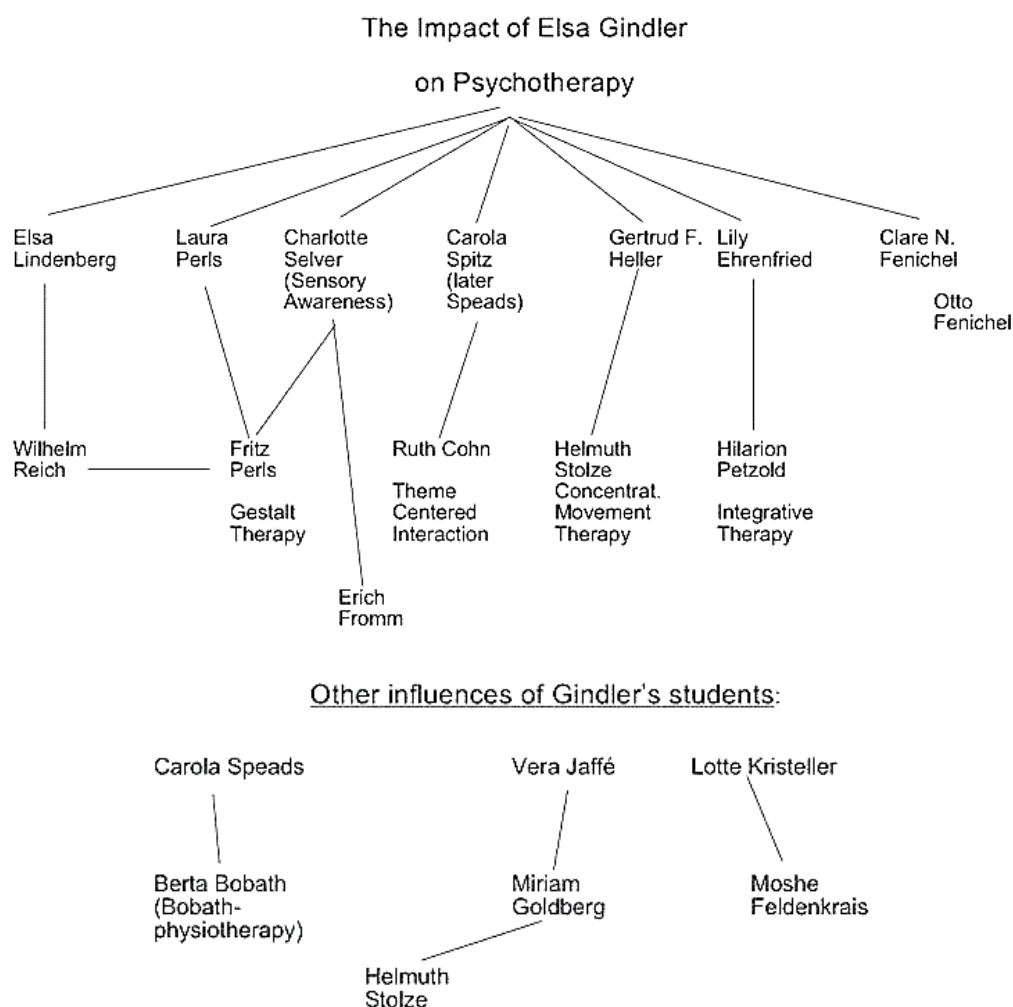 The Impact of Elsa Gindler
on Psychotherapy
Elsa
Lindenberg
Laura
Perls
Charlotte
Selver
(Sensory
Awareness)
Carola
Spitz
(later
Speads)
Gertrud F.
Heller
Lily
Ehrenfried
Clare N.
Fenichel
Otto
Fenichel
Wilhelm
Reich
Fritz
Perls
Gestalt
Therapy
Ruth Cohn
Theme
Centered
Interaction
Helmuth
Stolze
Concentrat.
Movement
Therapy
Hilarion
Petzold
Integrative
Therapy
Erich
Fromm
Other influences of Gindler's students:
Carola Speads
Vera Jaffé
Lotte Kristeller
Berta Bobath
(Bobath-
physiotherapy)
Miriam
Goldberg
Moshe
Feldenkrais
Helmuth
Stolze